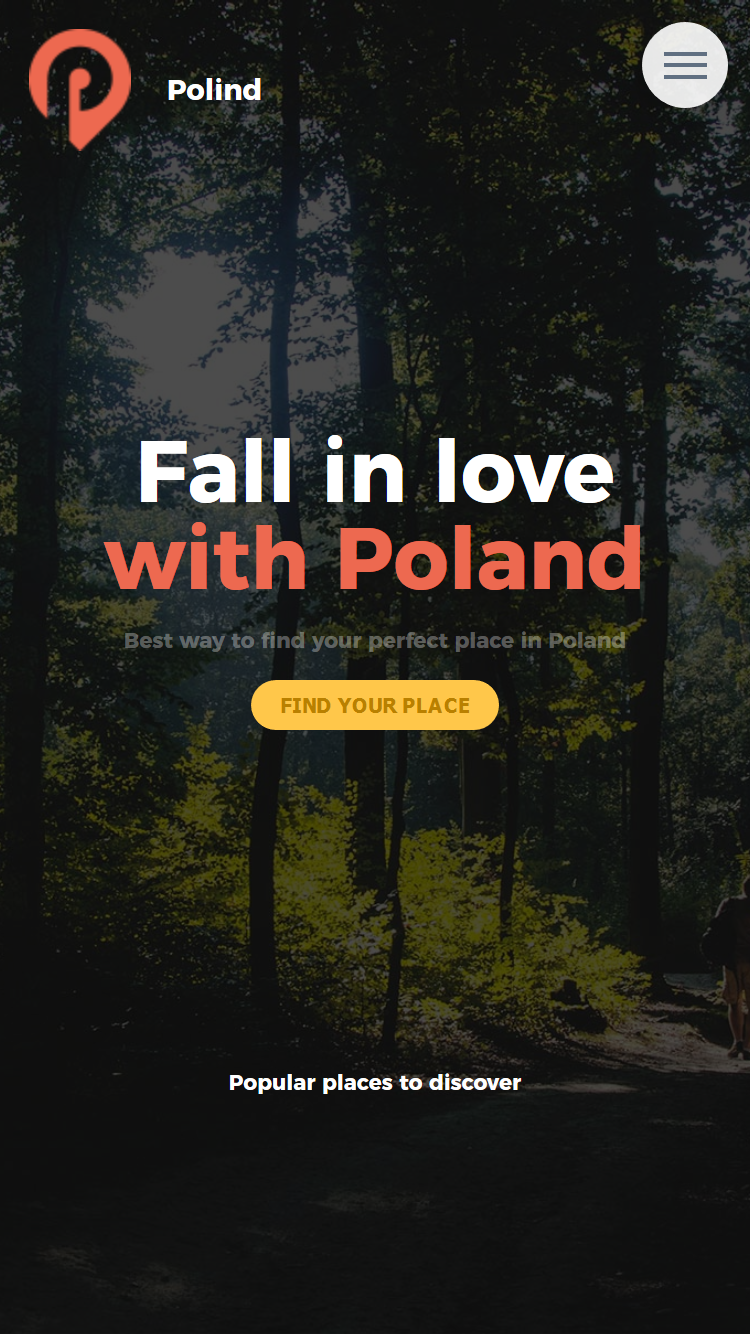 Polind
Fall in love
with Poland
Best way to find your perfect place in Poland
FIND YOUR PLACE
Popular places to discover